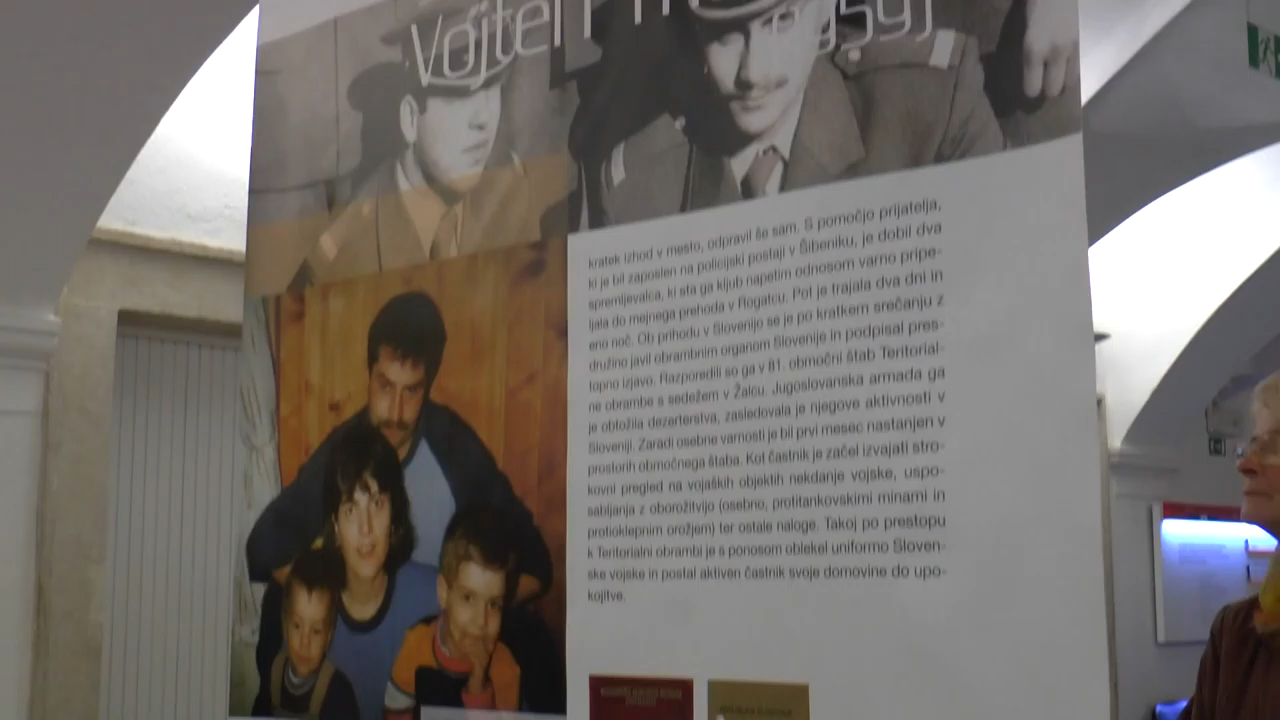 Vojteh
kratek izhod v mesto, odpravil še sam. S pomočjo prijatelja,
ki je bil zaposlen na policijski postaji v Šibeniku, je dobil dva
spremljevalca, ki sta ga kljub napetim odnosom varno pripe-
ljala do mejnega prehoda v Rogatcu. Pot je trajala dva dni in
eno noč. Ob prihodu v Slovenijo se je po kratkem srečanju z
družino javil obrambnim organom Slovenije in podpisal pres-
topno izjavo. Razporedili so ga v 81. območni štab Teritorial-
ne obrambe s sedežem v Žalcu. Jugoslovanska armada ga
je obtožila dezerterstva, zasledovala je njegove aktivnosti v
Sloveniji. Zaradi osebne varnosti je bil prvi mesec nastanjen v
prostorih območnega štaba. Kot častnik je začel izvajati stro-
kovni pregled na vojaških objektih nekdanje vojske, uspo-
sabljanja z oborožitvijo (osebno, protitankovskimi minami in
protioklepnim orožjem) ter ostale naloge. Takoj po prestopu
k Teritorialni obrambi je s ponosom oblekel uniformo Sloven-
ske vojske in postal aktiven častnik svoje domovine do upo-
kojitve.